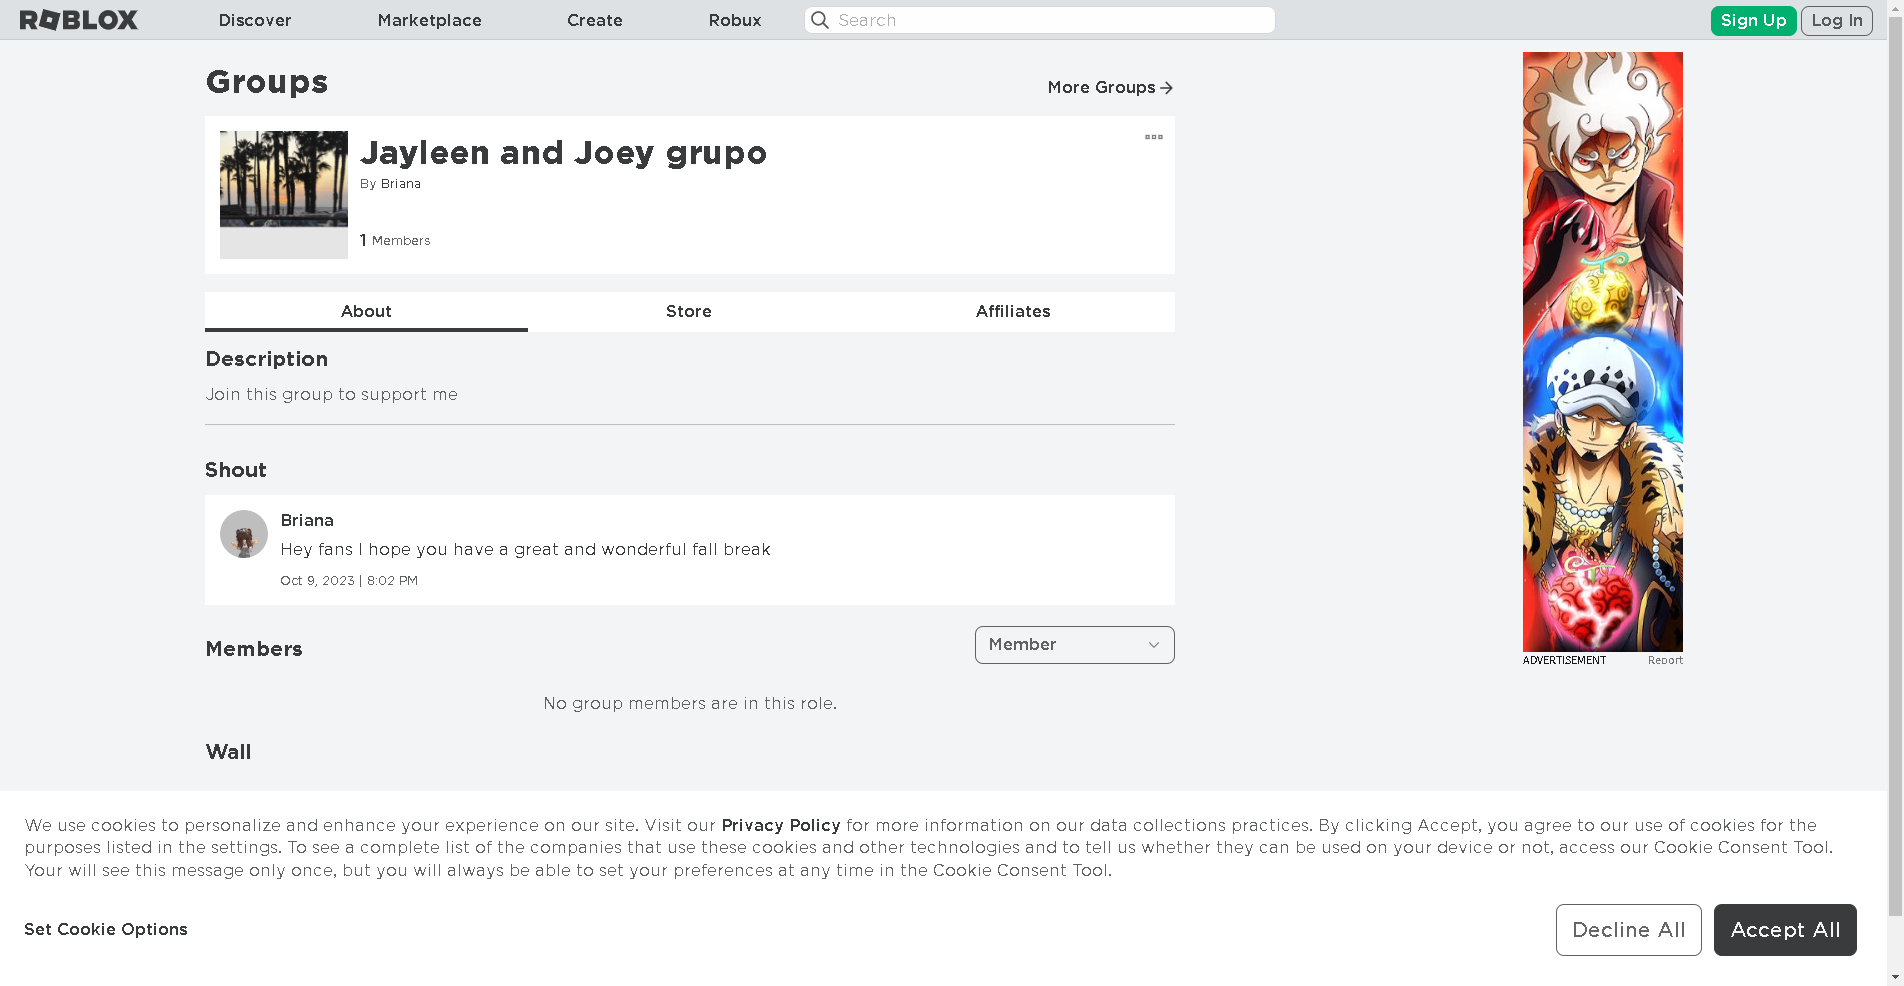 ROBLOX Discover Marketplace Create Robux Search Sign Up Log In
Groups
More Groups
Jayleen and Joey grupo
By Briana
1 Members
About Store Affiliates
Description
Join this group to support me
Shout
Briana
Hey fans I hope you have a great and wonderful fall break
Oct 9, 2023 | 8:02 PM
Members
Member
No group members are in this role.
Wall
ADVERTISEMENT Report
We use cookies to personalize and enhance your experience on our site. Visit our Privacy Policy for more information on our data collections practices. By clicking Accept, you agree to our use of cookies for the
purposes listed in the settings. To see a complete list of the companies that use these cookies and other technologies and to tell us whether they can be used on your device or not, access our Cookie Consent Tool.
Your will see this message only once, but you will always be able to set your preferences at any time in the Cookie Consent Tool.
Set Cookie Options
Decline All
Accept All